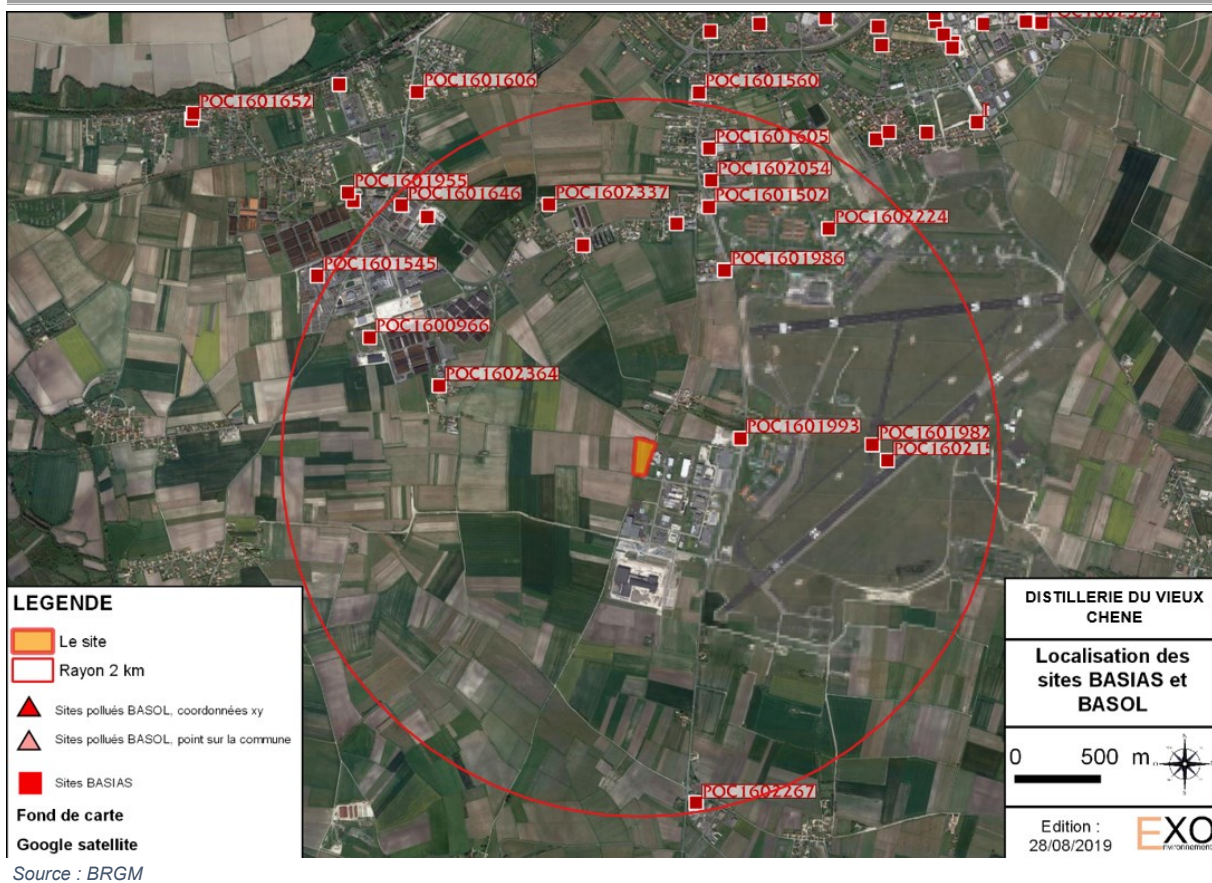 POC1601652
POC1601606
POC1601560
POC1601605
POC1602054
POC1601955
POC1601646
POC1602337
POC1601502
POC1602224
POC1601545
POC1601986
POC1600966
POC1602364
POC1601993
POC1601982
POC160215
POC1602267
LEGENDE
Le site
Rayon 2 km
Sites pollués BASOL, coordonnées xy
Sites pollués BASOL, point sur la commune
Sites BASIAS
Fond de carte
Google satellite
DISTILLERIE DU VIEUX
CHENE
Localisation des
sites BASIAS et
BASOL
0 500 m
Edition :
28/08/2019
EXO
nvironnement
Source : BRGM